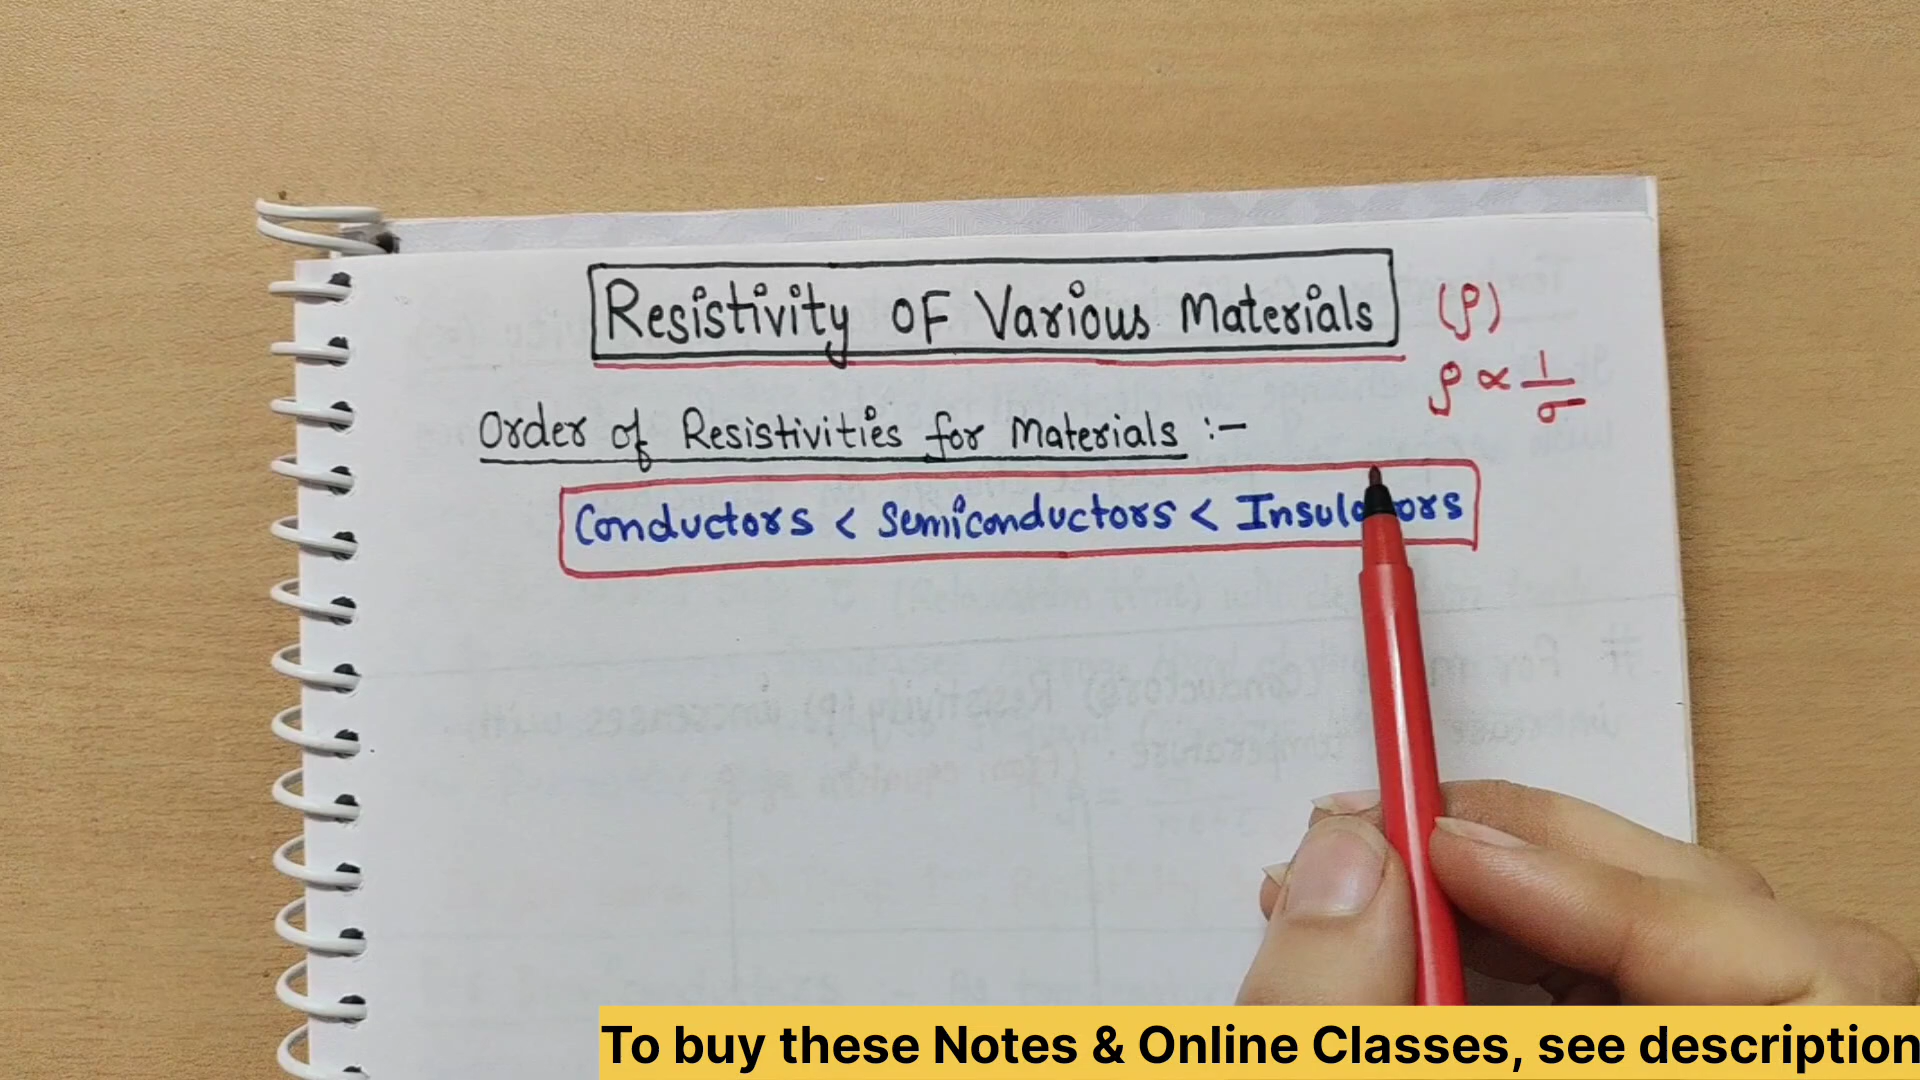 Resistivity OF Various Materials (ρ)
ρ ∝ 1/σ
Order of Resistivities for Materials :-
Conductors < Semiconductors < Insulators
To buy these Notes & Online Classes, see description